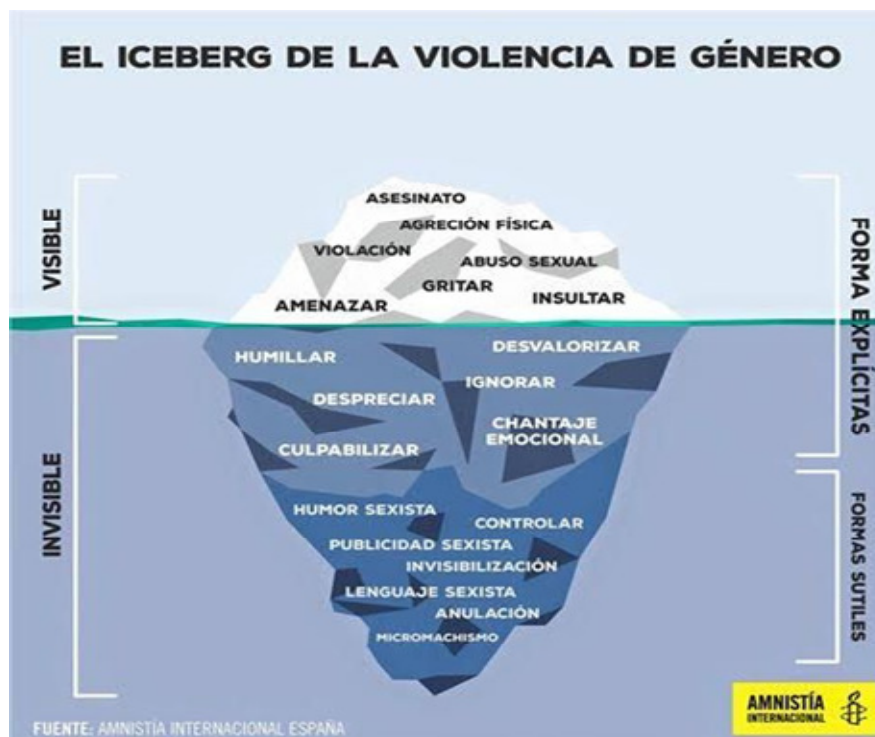 EL ICEBERG DE LA VIOLENCIA DE GÉNERO
VISIBLE
ASESINATO
AGRECIÓN FÍSICA
VIOLACIÓN
ABUSO SEXUAL
GRITAR
AMENAZAR
INSULTAR
FORMA EXPLÍCITAS
INVISIBLE
HUMILLAR
DESVALORIZAR
IGNORAR
DESPRECIAR
CHANTAJE
EMOCIONAL
CULPABILIZAR
HUMOR SEXISTA
CONTROLAR
PUBLICIDAD SEXISTA
INVISIBILIZACIÓN
LENGUAJE SEXISTA
ANULACIÓN
MICROMACHISMO
FORMAS SUTILES
AMNISTÍA
INTERNACIONAL
FUENTE: AMNISTÍA INTERNACIONAL ESPAÑA